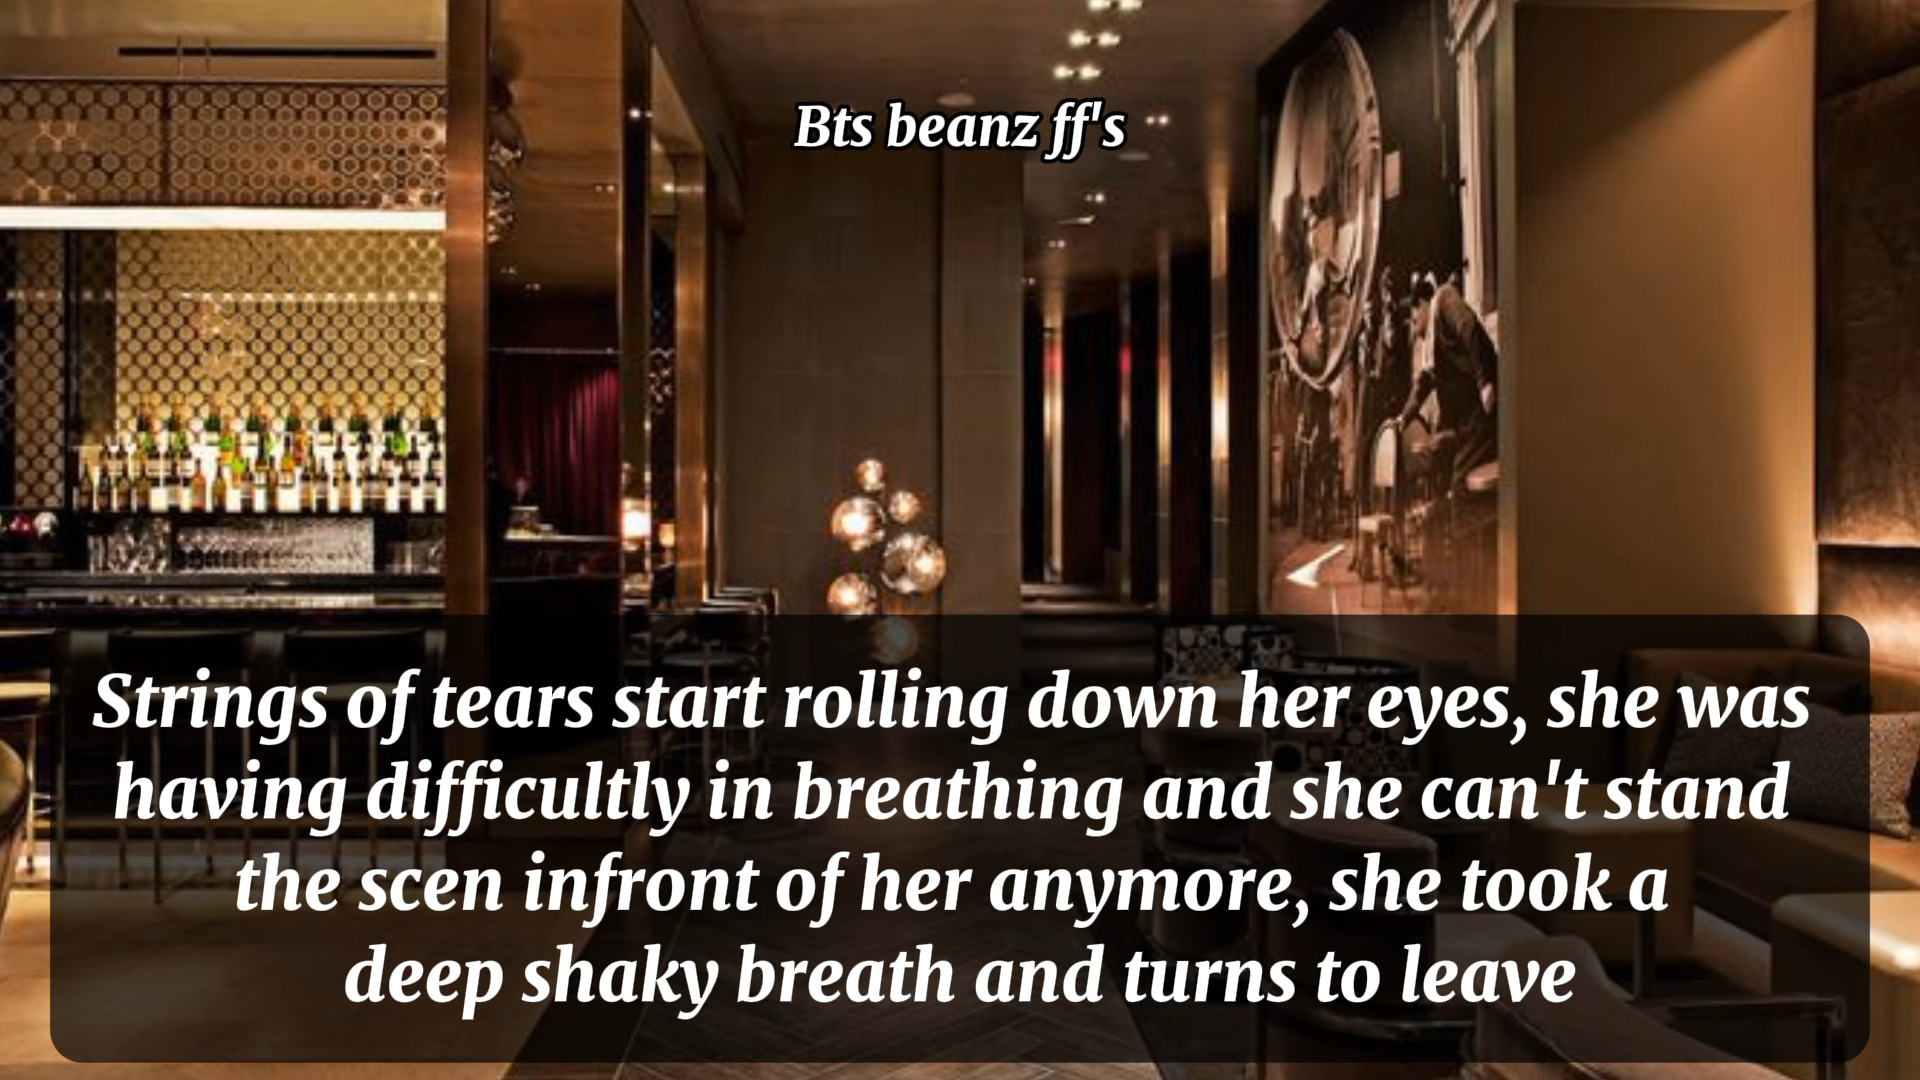 Bts beanz ff's
Strings of tears start rolling down her eyes, she was
having difficultly in breathing and she can't stand
the scen infront of her anymore, she took a
deep shaky breath and turns to leave